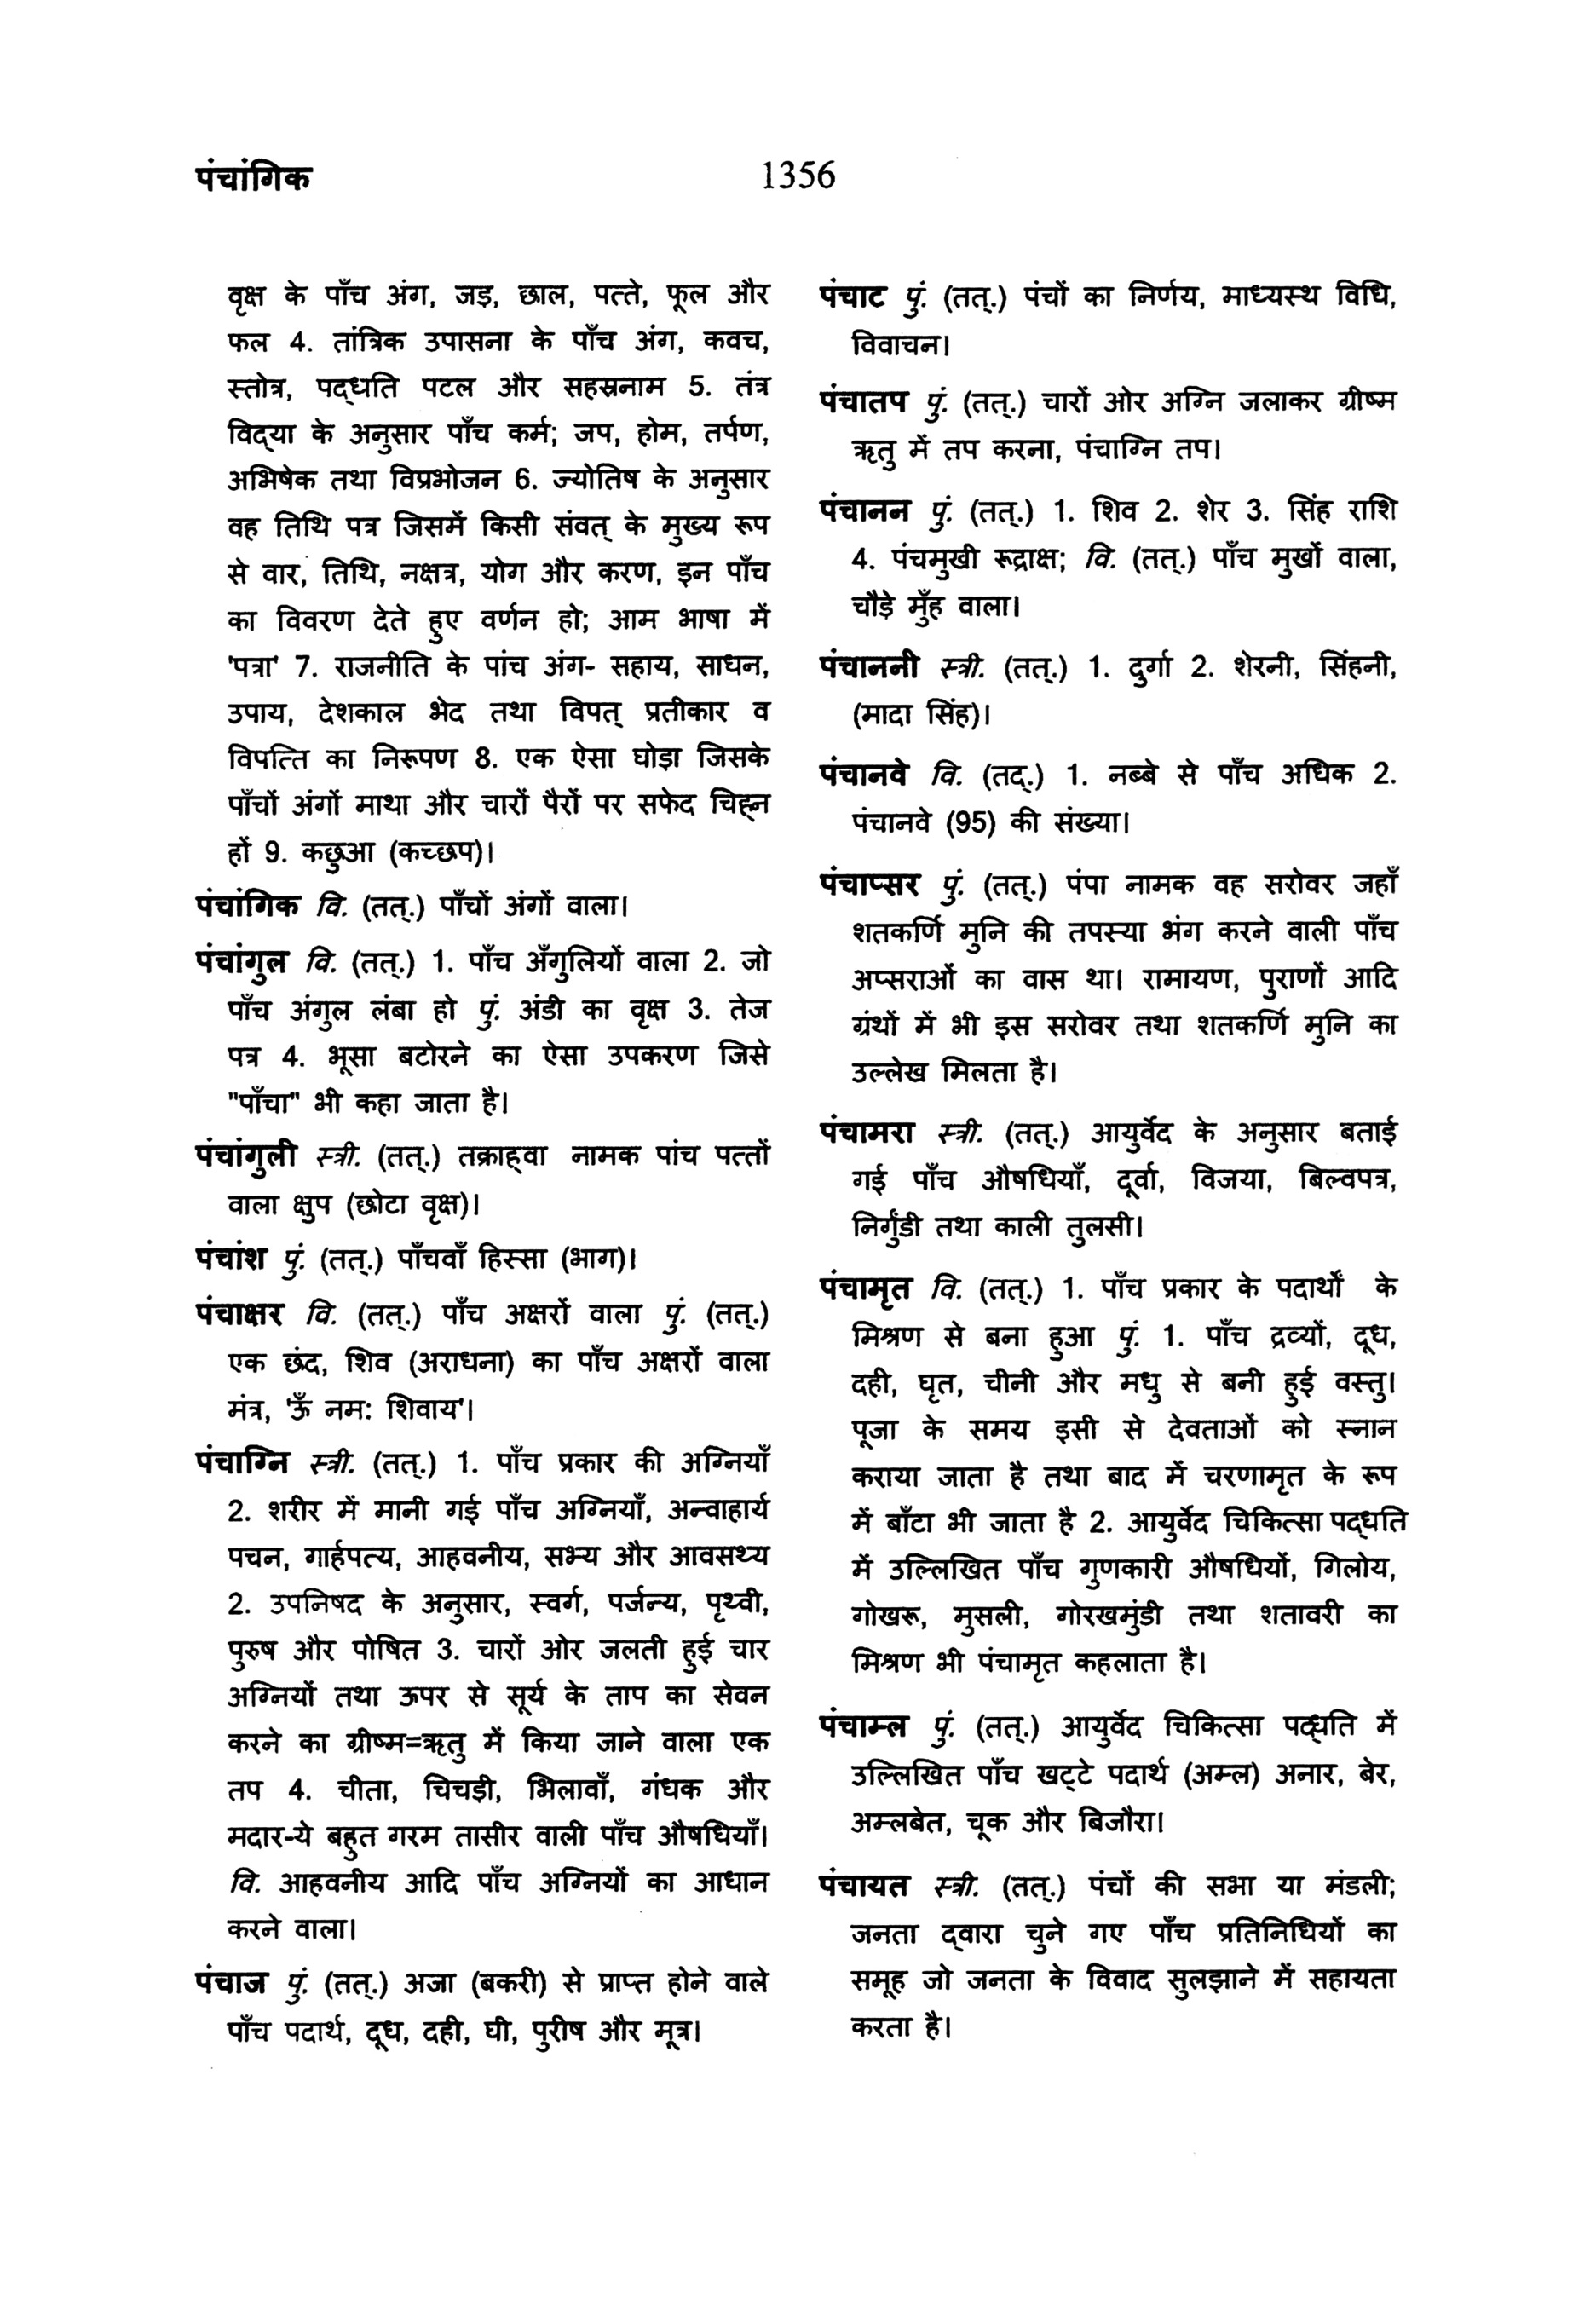 पंचांगिक
1356
वृक्ष के पाँच अंग, जड़, छाल, पत्ते, फूल और
फल 4. तांत्रिक उपासना के पाँच अंग, कवच,
स्तोत्र, पद्धति पटल और सहस्रनाम 5. तंत्र
विद्या के अनुसार पाँच कर्म; जप, होम, तर्पण,
अभिषेक तथा विप्रभोजन 6. ज्योतिष के अनुसार
वह तिथि पत्र जिसमें किसी संवत् के मुख्य रूप
से वार, तिथि, नक्षत्र, योग और करण, इन पाँच
का विवरण देते हुए वर्णन हो; आम भाषा में
'पत्रा' 7. राजनीति के पांच अंग- सहाय, साधन,
उपाय, देशकाल भेद तथा विपत् प्रतीकार व
विपत्ति का निरूपण 8. एक ऐसा घोड़ा जिसके
पाँचों अंगों माथा और चारों पैरों पर सफेद चिह्न
हों 9. कछुआ (कच्छप)।
पंचांगिक वि. (तत्.) पाँचों अंगों वाला।
पंचांगुल वि. (तत्.) 1. पाँच अँगुलियों वाला 2. जो
पाँच अंगुल लंबा हो पुं. अंडी का वृक्ष 3. तेज
पत्र 4. भूसा बटोरने का ऐसा उपकरण जिसे
"पाँचा" भी कहा जाता है।
पंचांगुली स्त्री. (तत्.) तक्राह्वा नामक पांच पत्तों
वाला क्षुप (छोटा वृक्ष)।
पंचांश पुं. (तत्.) पाँचवाँ हिस्सा (भाग)।
पंचाक्षर वि. (तत्.) पाँच अक्षरों वाला पुं. (तत्.)
एक छंद, शिव (अराधना) का पाँच अक्षरों वाला
मंत्र, 'ऊँ नम: शिवाय'।
पंचाग्नि स्त्री. (तत्.) 1. पाँच प्रकार की अग्नियाँ
2. शरीर में मानी गई पाँच अग्नियाँ, अन्वाहार्य
पचन, गार्हपत्य, आहवनीय, सभ्य और आवसथ्य
2. उपनिषद के अनुसार, स्वर्ग, पर्जन्य, पृथ्वी,
पुरुष और पोषित 3. चारों ओर जलती हुई चार
अग्नियों तथा ऊपर से सूर्य के ताप का सेवन
करने का ग्रीष्म=ऋतु में किया जाने वाला एक
तप 4. चीता, चिचड़ी, भिलावाँ, गंधक और
मदार-ये बहुत गरम तासीर वाली पाँच औषधियाँ।
वि. आहवनीय आदि पाँच अग्नियों का आधान
करने वाला।
पंचाज पुं. (तत्.) अजा (बकरी) से प्राप्त होने वाले
पाँच पदार्थ, दूध, दही, घी, पुरीष और मूत्र।
पंचाट पुं. (तत्.) पंचों का निर्णय, माध्यस्थ विधि,
विवाचन।
पंचातप पुं. (तत्.) चारों ओर अग्नि जलाकर ग्रीष्म
ऋतु में तप करना, पंचाग्नि तप।
पंचानन पुं. (तत्.) 1. शिव 2. शेर 3. सिंह राशि
4. पंचमुखी रूद्राक्ष; वि. (तत्.) पाँच मुखों वाला,
चौड़े मुँह वाला।
पंचाननी स्त्री. (तत्.) 1. दुर्गा 2. शेरनी, सिंहनी,
(मादा सिंह)।
पंचानवे वि. (तद्.) 1. नब्बे से पाँच अधिक 2.
पंचानवे (95) की संख्या।
पंचाप्सर पुं. (तत्.) पंपा नामक वह सरोवर जहाँ
शतकर्णि मुनि की तपस्या भंग करने वाली पाँच
अप्सराओं का वास था। रामायण, पुराणों आदि
ग्रंथों में भी इस सरोवर तथा शतकर्णि मुनि का
उल्लेख मिलता है।
पंचामरा स्त्री. (तत्.) आयुर्वेद के अनुसार बताई
गई पाँच औषधियाँ, दूर्वा, विजया, बिल्वपत्र,
निर्गुंडी तथा काली तुलसी।
पंचामृत वि. (तत्.) 1. पाँच प्रकार के पदार्थों के
मिश्रण से बना हुआ पुं. 1. पाँच द्रव्यों, दूध,
दही, घृत, चीनी और मधु से बनी हुई वस्तु।
पूजा के समय इसी से देवताओं को स्नान
कराया जाता है तथा बाद में चरणामृत के रूप
में बाँटा भी जाता है 2. आयुर्वेद चिकित्सा पद्धति
में उल्लिखित पाँच गुणकारी औषधियों, गिलोय,
गोखरू, मुसली, गोरखमुंडी तथा शतावरी का
मिश्रण भी पंचामृत कहलाता है।
पंचाम्ल पुं. (तत्.) आयुर्वेद चिकित्सा पद्धति में
उल्लिखित पाँच खट्टे पदार्थ (अम्ल) अनार, बेर,
अम्लबेत, चूक और बिजौरा।
पंचायत स्त्री. (तत्.) पंचों की सभा या मंडली;
जनता द्वारा चुने गए पाँच प्रतिनिधियों का
समूह जो जनता के विवाद सुलझाने में सहायता
करता है।